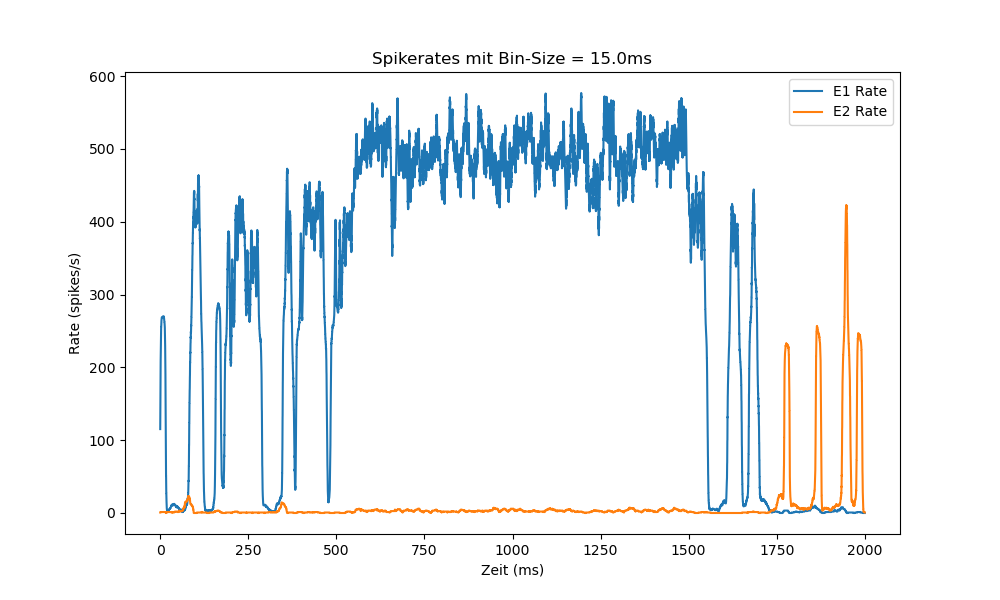 Spikerates mit Bin-Size = 15.0ms
E1 Rate
E2 Rate
600
500
400
300
200
100
0
Rate (spikes/s)
0 250 500 750 1000 1250 1500 1750 2000
Zeit (ms)